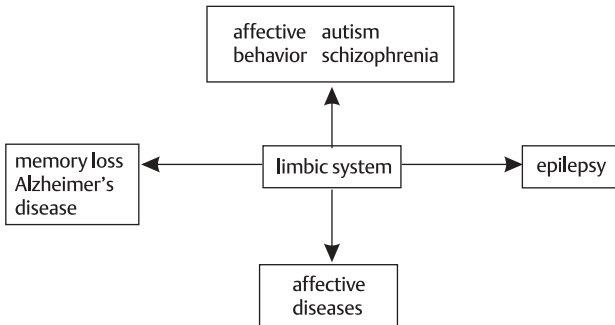 affective autism
behavior schizophrenia
memory loss
Alzheimer's
disease
limbic system
epilepsy
affective
diseases